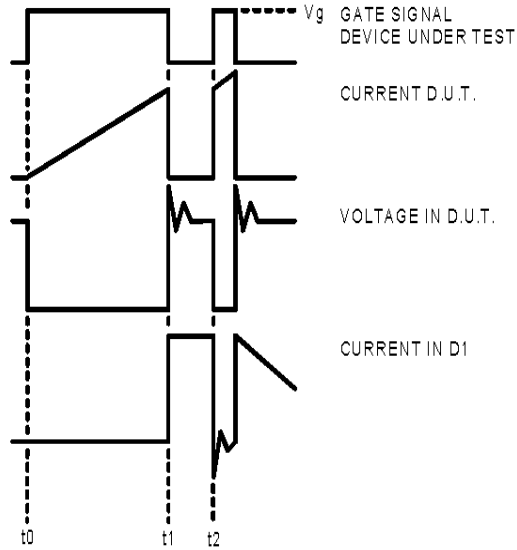 Vg GATE SIGNAL
DEVICE UNDER TEST
CURRENT D.U.T.
VOLTAGE IN D.U.T.
CURRENT IN D1
t0 t1 t2